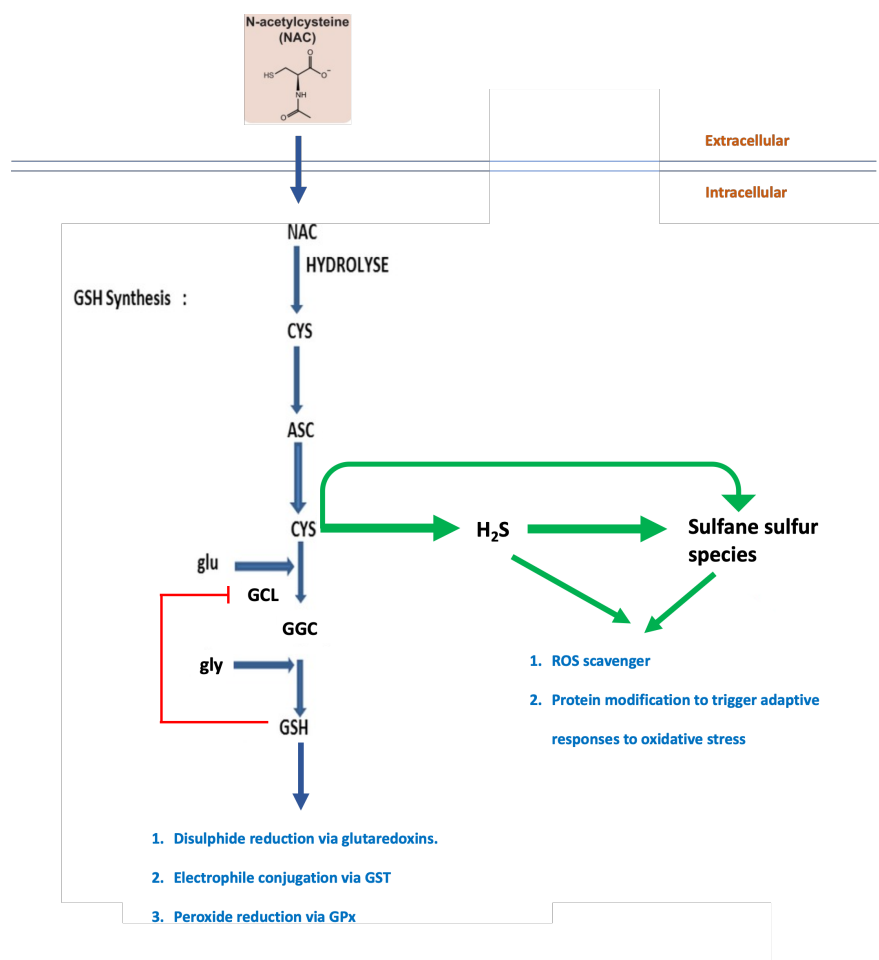 N-acetylcysteine
(NAC)
O
HS
O⁻
NH
O
Extracellular
Intracellular
NAC
HYDROLYSE
GSH Synthesis :
CYS
ASC
CYS
H₂S
Sulfane sulfur
species
glu
GCL
GGC
gly
GSH
1. ROS scavenger
2. Protein modification to trigger adaptive
responses to oxidative stress
1. Disulphide reduction via glutaredoxins.
2. Electrophile conjugation via GST
3. Peroxide reduction via GPx